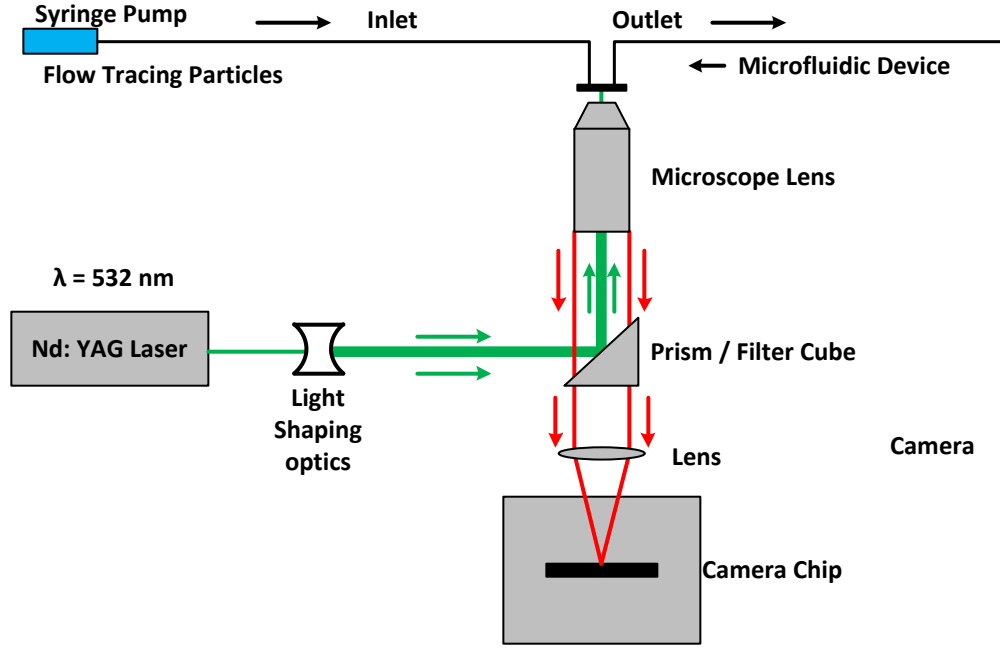 Syringe Pump
Inlet
Outlet
Flow Tracing Particles
Microfluidic Device
Microscope Lens
λ = 532 nm
Nd: YAG Laser
Prism / Filter Cube
Light
Shaping
optics
Lens
Camera
Camera Chip